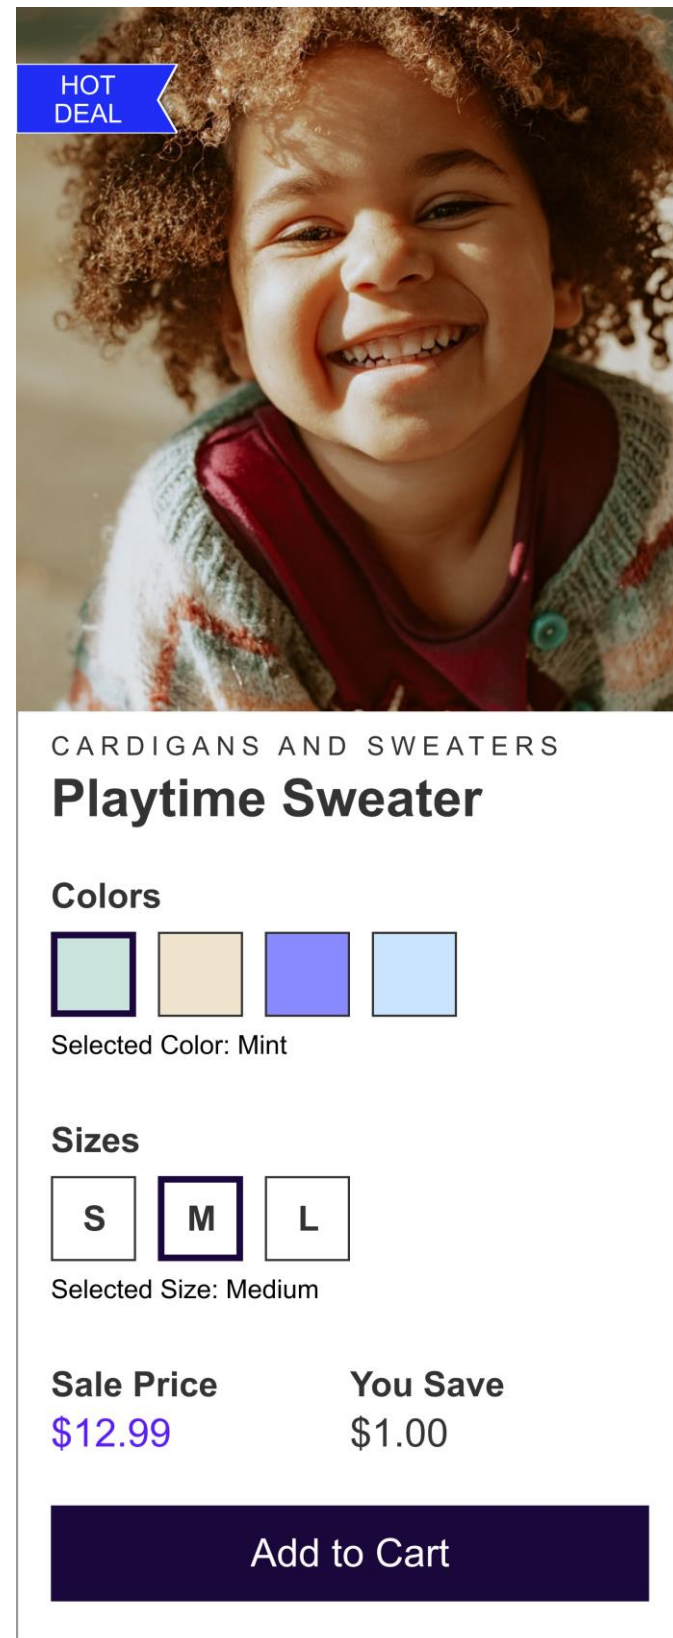 HOT
DEAL
CARDIGANS AND SWEATERS
Playtime Sweater
Colors
Selected Color: Mint
Sizes
S M L
Selected Size: Medium
Sale Price You Save
$12.99 $1.00
Add to Cart